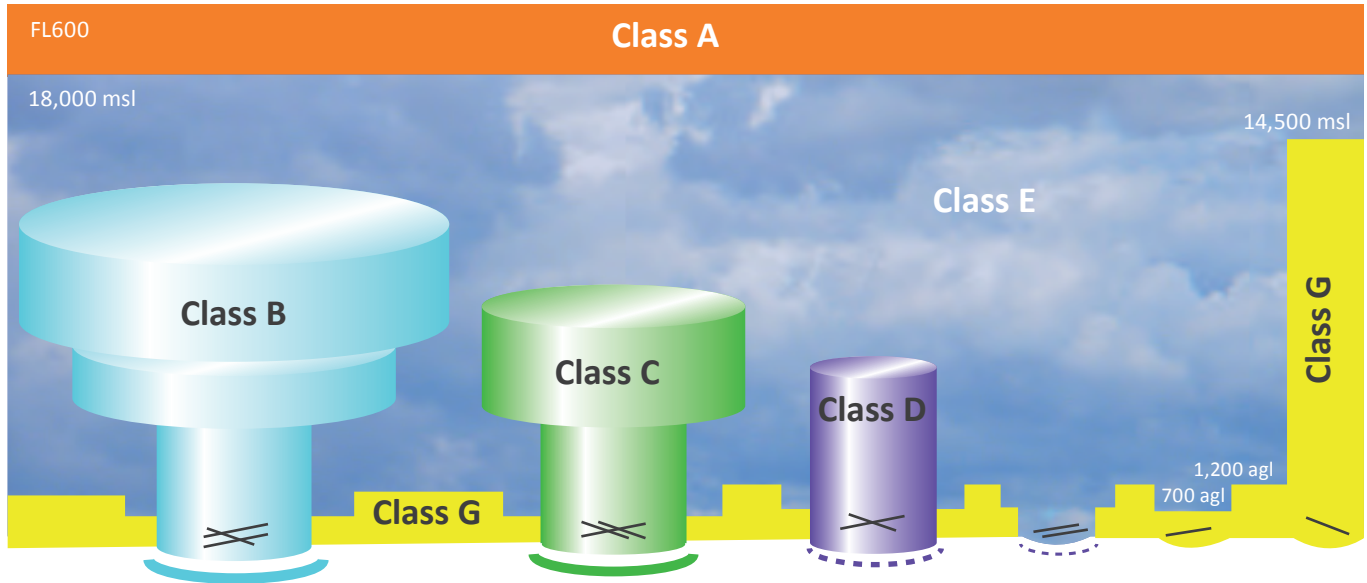 FL600
Class A
18,000 msl
14,500 msl
Class E
Class B
Class C
Class D
Class G
Class G
1,200 agl
700 agl